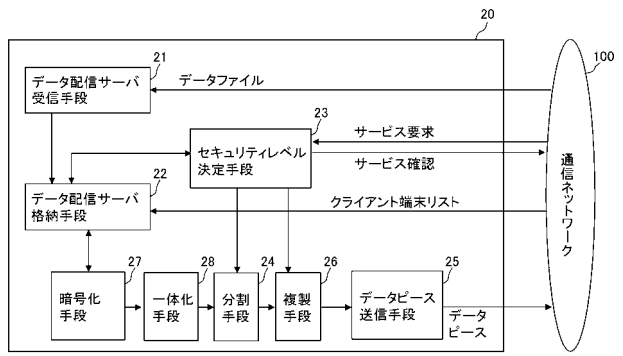 20
21
データ配信サーバ
受信手段
データファイル
100
23
セキュリティレベル
決定手段
サービス要求
サービス確認
22
データ配信サーバ
格納手段
クライアント端末リスト
通信ネットワーク
27
暗号化
手段
28
一体化
手段
24
分割
手段
26
複製
手段
25
データピース
送信手段
データ
ピース